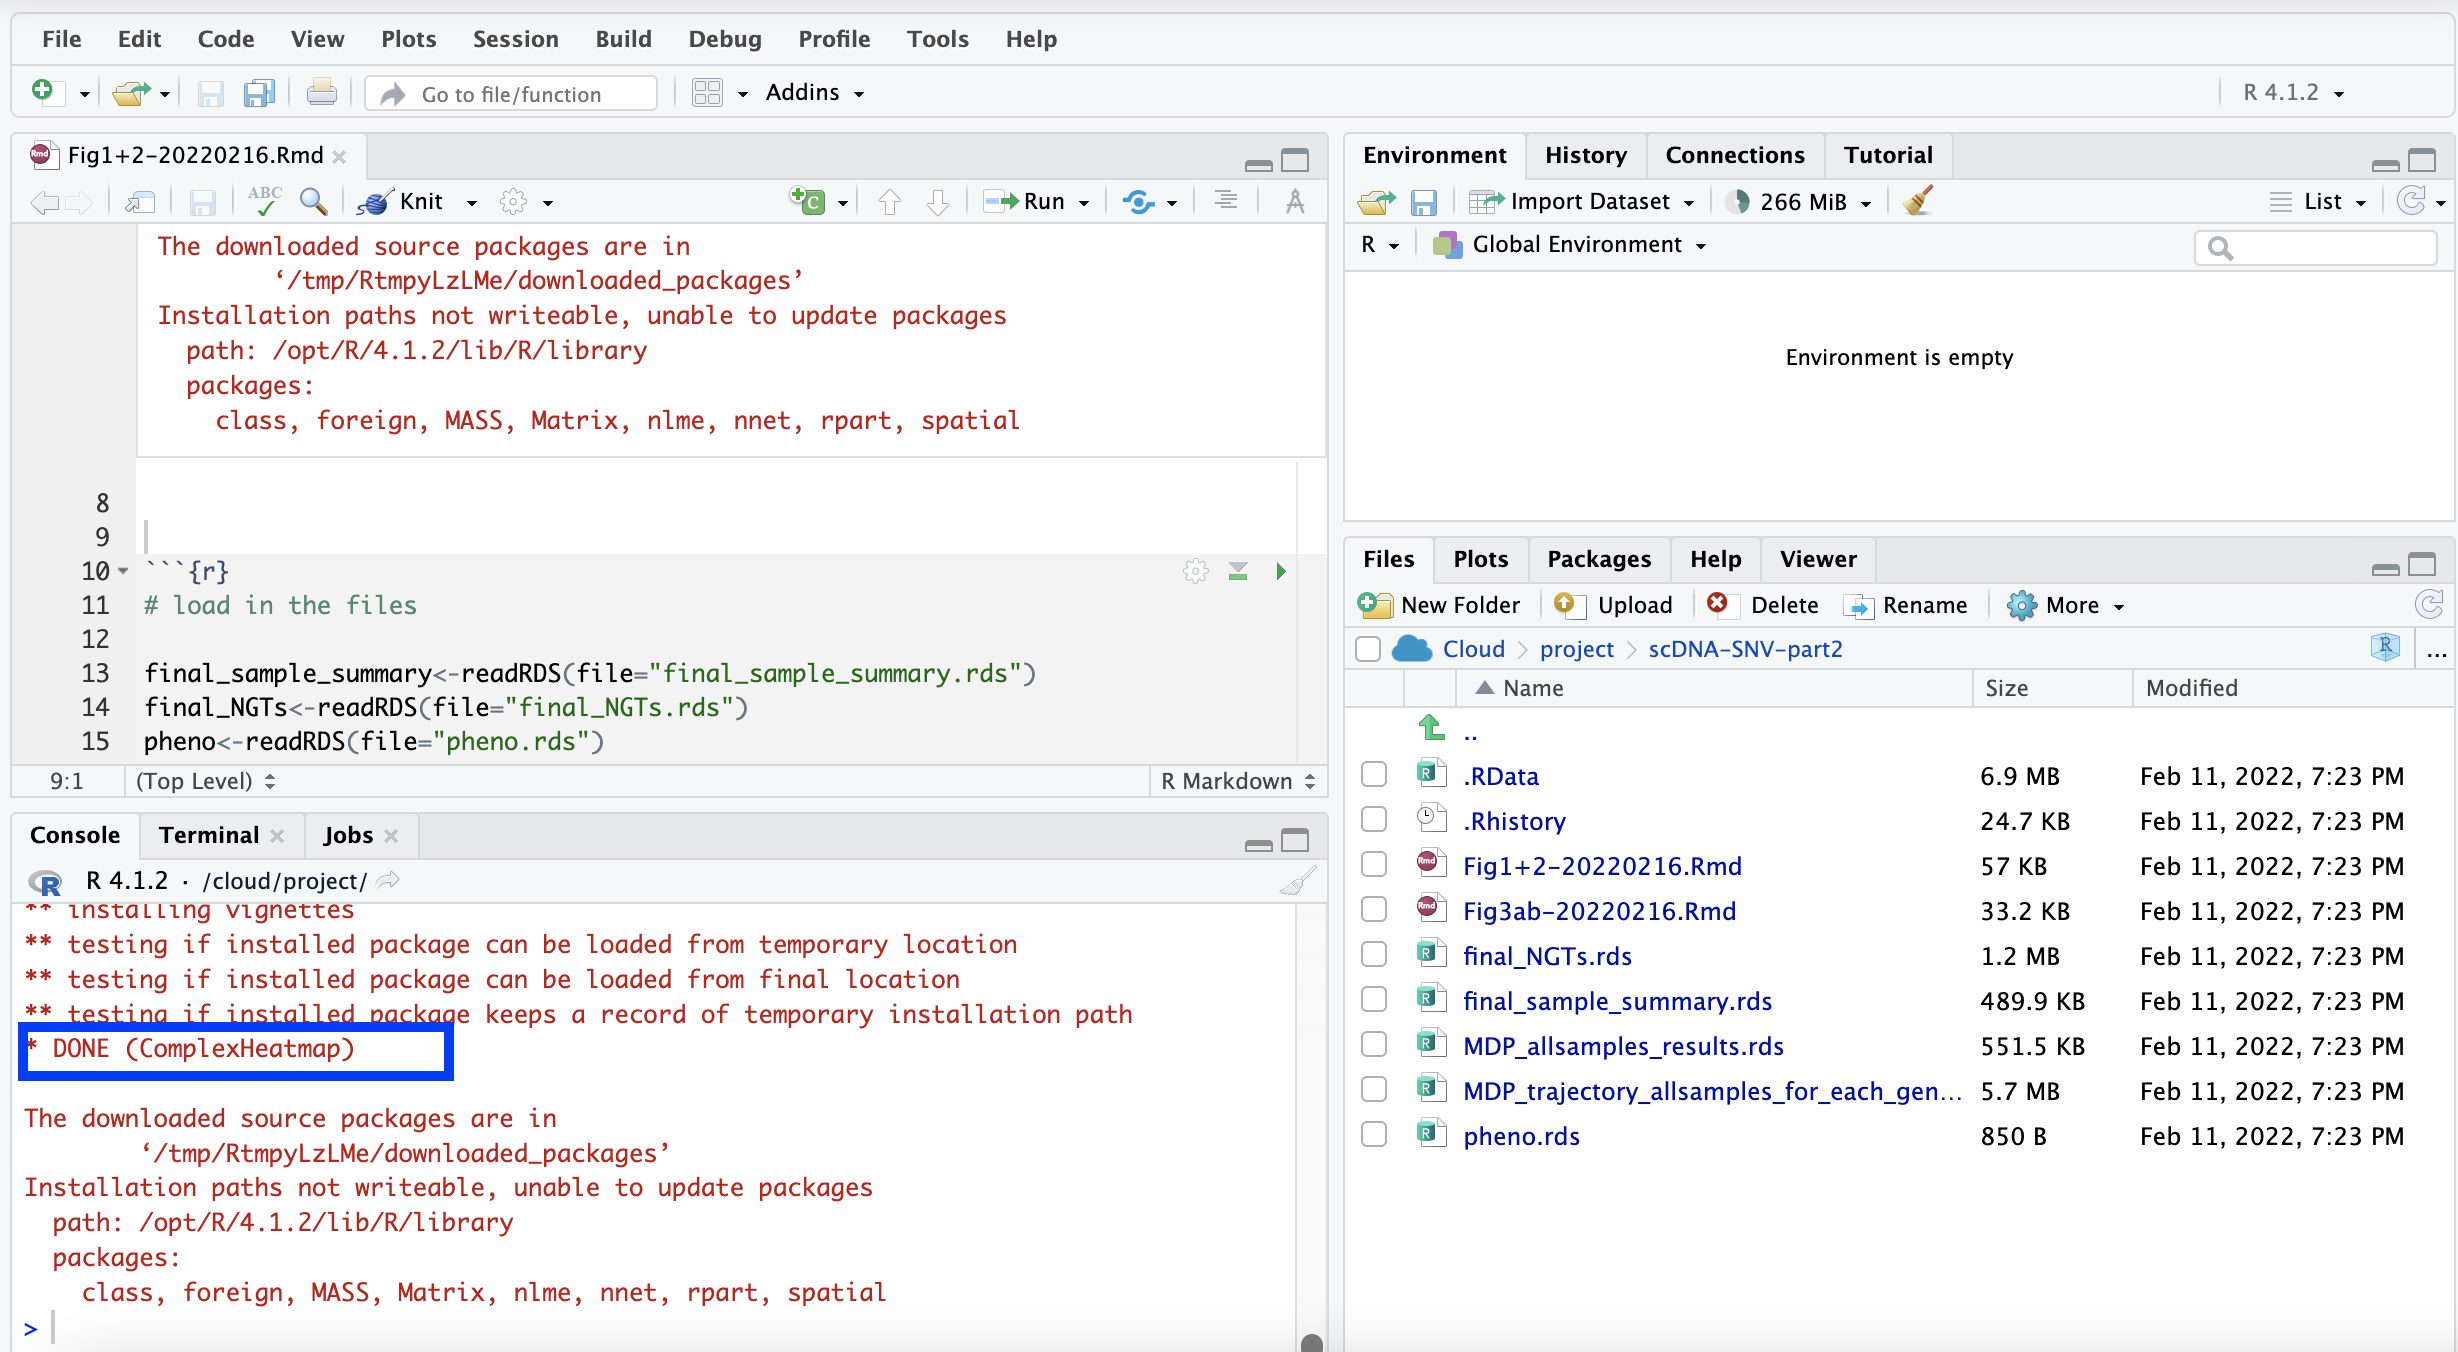 File Edit Code View Plots Session Build Debug Profile Tools Help
Go to file/function Addins R 4.1.2
Fig1+2-20220216.Rmd
ABC Knit Run
The downloaded source packages are in
‘/tmp/RtmpyLzLMe/downloaded_packages’
Installation paths not writeable, unable to update packages
path: /opt/R/4.1.2/lib/R/library
packages:
class, foreign, MASS, Matrix, nlme, nnet, rpart, spatial
8
9
10 ```{r}
11 # load in the files
12
13 final_sample_summary<-readRDS(file="final_sample_summary.rds")
14 final_NGTs<-readRDS(file="final_NGTs.rds")
15 pheno<-readRDS(file="pheno.rds")
9:1 (Top Level) R Markdown
Console Terminal Jobs
R 4.1.2 · /cloud/project/
** installing vignettes
** testing if installed package can be loaded from temporary location
** testing if installed package can be loaded from final location
** testing if installed package keeps a record of temporary installation path
* DONE (ComplexHeatmap)
The downloaded source packages are in
‘/tmp/RtmpyLzLMe/downloaded_packages’
Installation paths not writeable, unable to update packages
path: /opt/R/4.1.2/lib/R/library
packages:
class, foreign, MASS, Matrix, nlme, nnet, rpart, spatial
>
Environment History Connections Tutorial
Import Dataset 266 MiB List
R Global Environment
Environment is empty
Files Plots Packages Help Viewer
New Folder Upload Delete Rename More
Cloud project scDNA-SNV-part2 ...
Name Size Modified
..
.RData 6.9 MB Feb 11, 2022, 7:23 PM
.Rhistory 24.7 KB Feb 11, 2022, 7:23 PM
Fig1+2-20220216.Rmd 57 KB Feb 11, 2022, 7:23 PM
Fig3ab-20220216.Rmd 33.2 KB Feb 11, 2022, 7:23 PM
final_NGTs.rds 1.2 MB Feb 11, 2022, 7:23 PM
final_sample_summary.rds 489.9 KB Feb 11, 2022, 7:23 PM
MDP_allsamples_results.rds 551.5 KB Feb 11, 2022, 7:23 PM
MDP_trajectory_allsamples_for_each_gen... 5.7 MB Feb 11, 2022, 7:23 PM
pheno.rds 850 B Feb 11, 2022, 7:23 PM